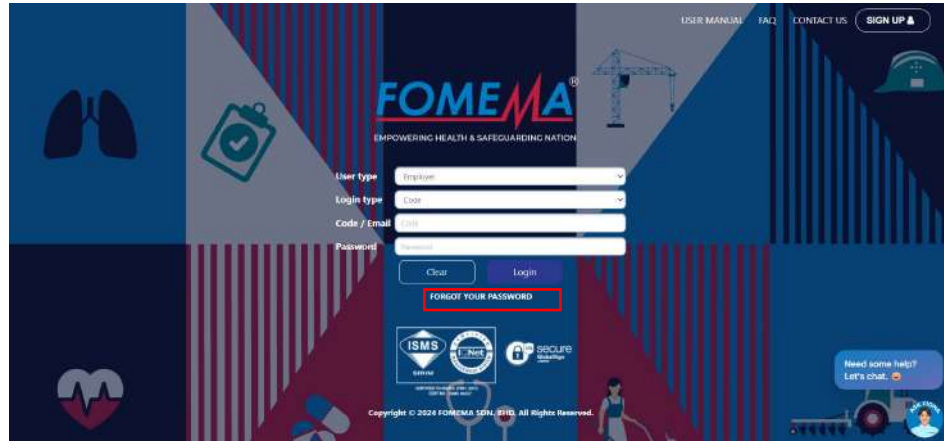 USER MANUAL FAQ CONTACT US SIGN UP
FOMEMA®
EMPOWERING HEALTH & SAFEGUARDING NATION
User type Employer
Login type Code
Code / Email Code
Password Password
Clear Login
FORGOT YOUR PASSWORD
ISMS
SIRIM
secure
GlobalSign
Need some help?
Let's chat.
Copyright © 2024 FOMEMA SDN. BHD. All Rights Reserved.